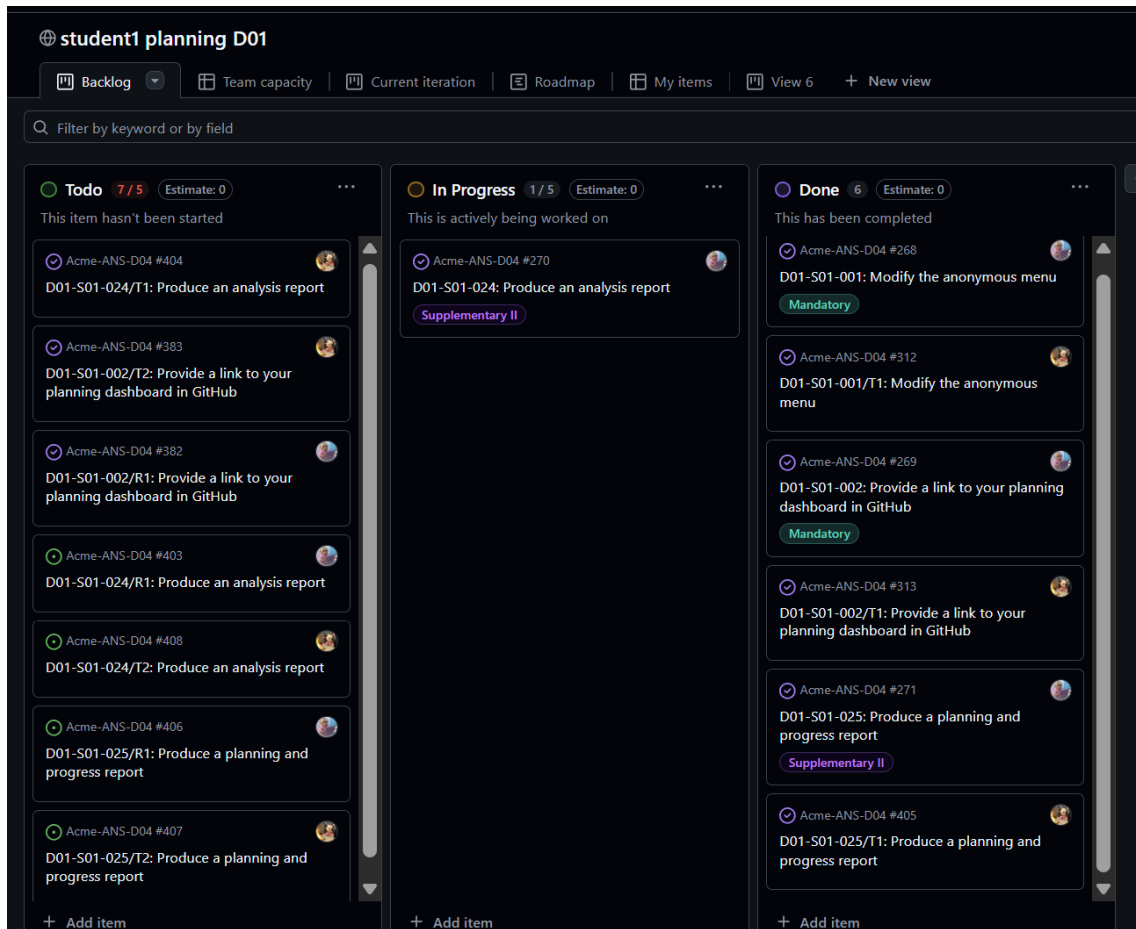 student1 planning D01
Backlog
Team capacity
Current iteration
Roadmap
My items
View 6
+ New view
Filter by keyword or by field
Todo 7 / 5 Estimate: 0 ...
This item hasn't been started
Acme-ANS-D04 #404
D01-S01-024/T1: Produce an analysis report
Acme-ANS-D04 #383
D01-S01-002/T2: Provide a link to your
planning dashboard in GitHub
Acme-ANS-D04 #382
D01-S01-002/R1: Provide a link to your
planning dashboard in GitHub
Acme-ANS-D04 #403
D01-S01-024/R1: Produce an analysis report
Acme-ANS-D04 #408
D01-S01-024/T2: Produce an analysis report
Acme-ANS-D04 #406
D01-S01-025/R1: Produce a planning and
progress report
Acme-ANS-D04 #407
D01-S01-025/T2: Produce a planning and
progress report
+ Add item
In Progress 1 / 5 Estimate: 0 ...
This is actively being worked on
Acme-ANS-D04 #270
D01-S01-024: Produce an analysis report
Supplementary II
+ Add item
Done 6 Estimate: 0 ...
This has been completed
Acme-ANS-D04 #268
D01-S01-001: Modify the anonymous menu
Mandatory
Acme-ANS-D04 #312
D01-S01-001/T1: Modify the anonymous
menu
Acme-ANS-D04 #269
D01-S01-002: Provide a link to your planning
dashboard in GitHub
Mandatory
Acme-ANS-D04 #313
D01-S01-002/T1: Provide a link to your
planning dashboard in GitHub
Acme-ANS-D04 #271
D01-S01-025: Produce a planning and
progress report
Supplementary II
Acme-ANS-D04 #405
D01-S01-025/T1: Produce a planning and
progress report
+ Add item